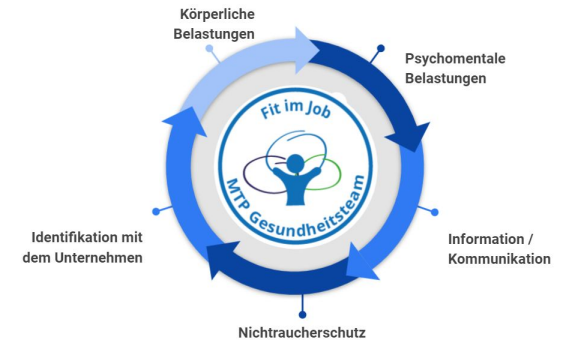 Körperliche
Belastungen
Psychomentale
Belastungen
Fit im Job
MTP Gesundheitsteam
Information /
Kommunikation
Identifikation mit
dem Unternehmen
Nichtraucherschutz